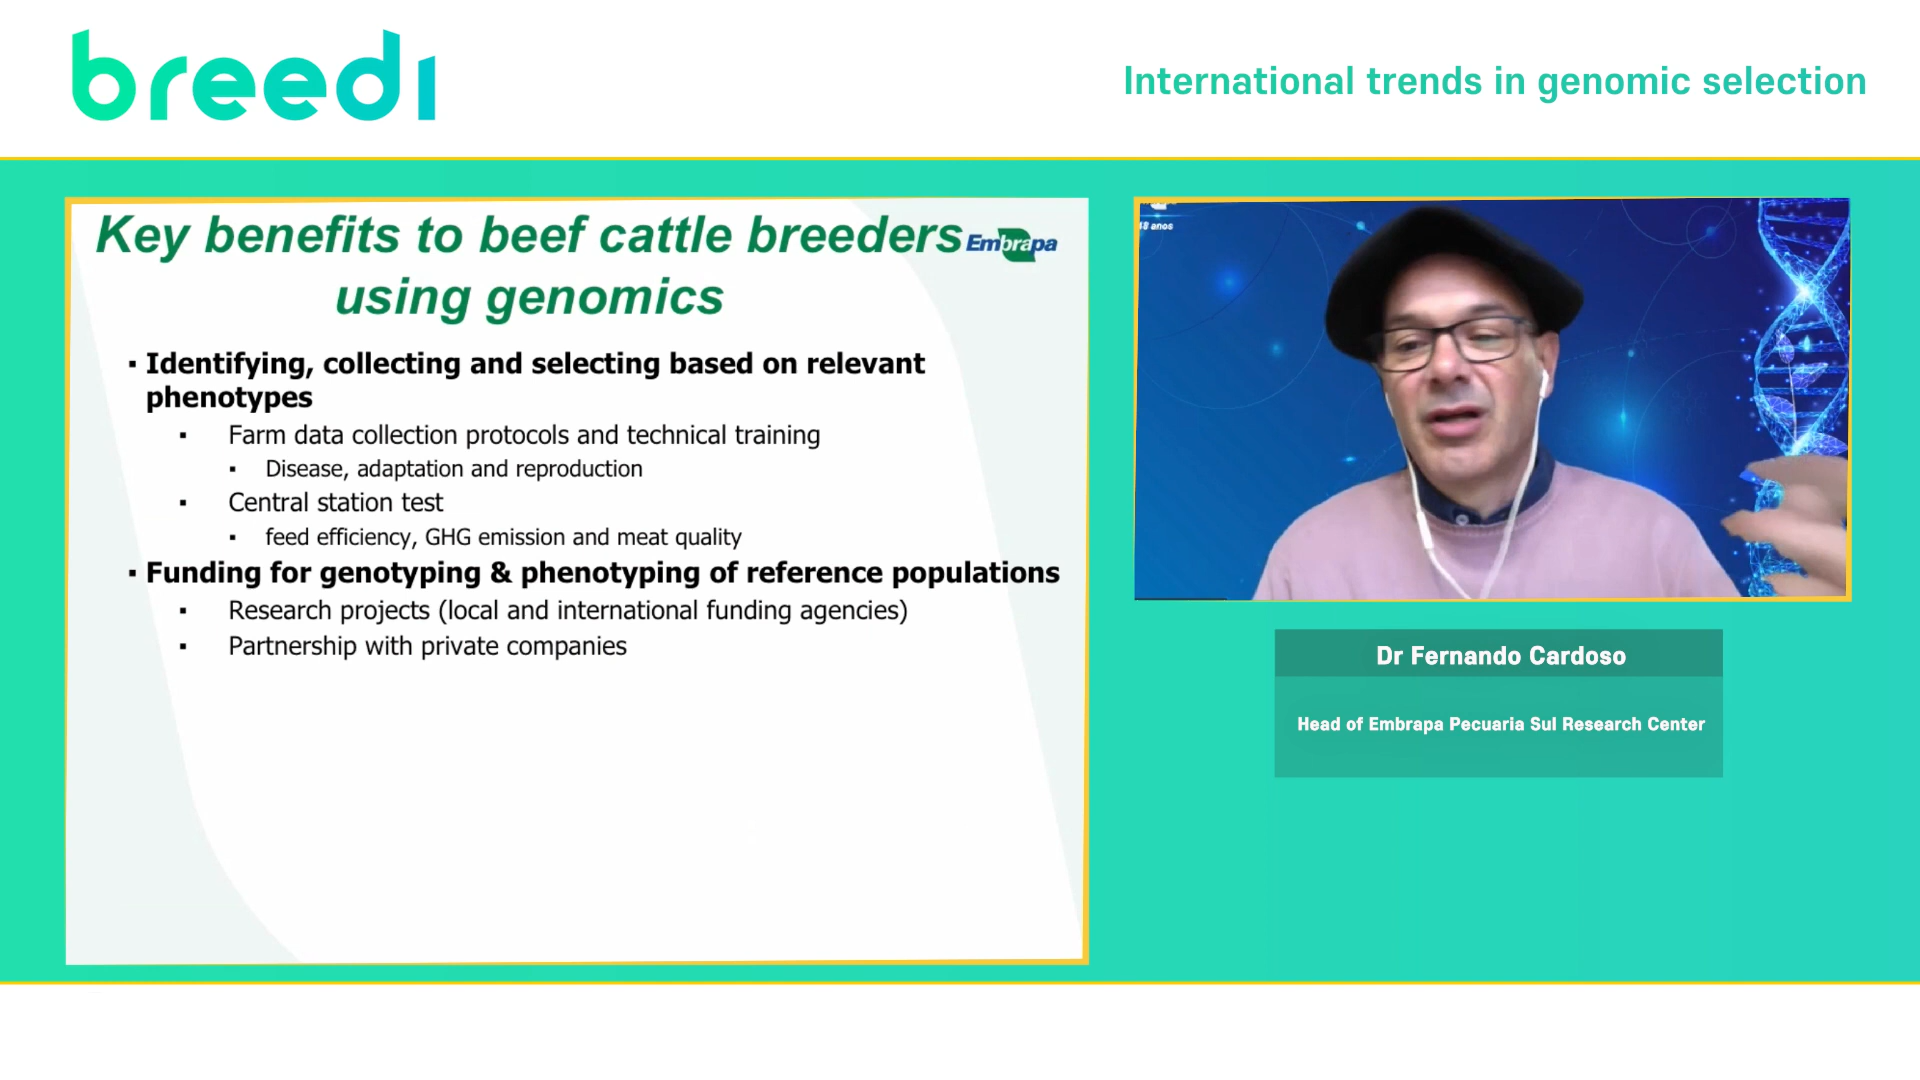 breedi
International trends in genomic selection
Key benefits to beef cattle breeders
Embrapa
using genomics
▪ Identifying, collecting and selecting based on relevant
phenotypes
▪ Farm data collection protocols and technical training
▪ Disease, adaptation and reproduction
▪ Central station test
▪ feed efficiency, GHG emission and meat quality
▪ Funding for genotyping & phenotyping of reference populations
▪ Research projects (local and international funding agencies)
▪ Partnership with private companies
anos
Dr Fernando Cardoso
Head of Embrapa Pecuaria Sul Research Center